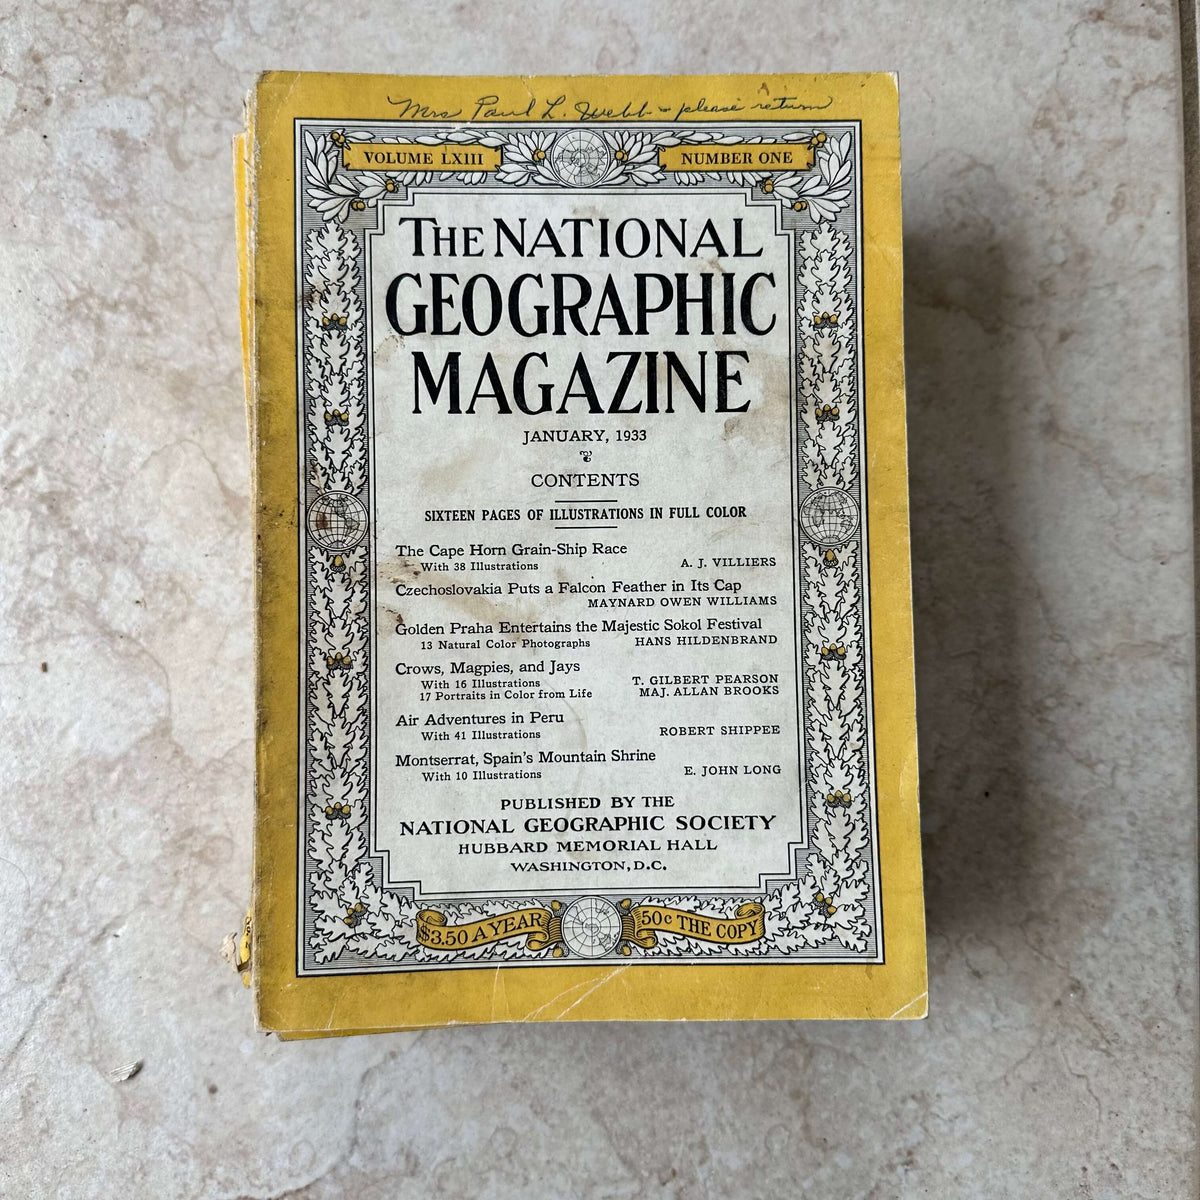 Mrs Paul L. Webb - please return
VOLUME LXIII
NUMBER ONE
THE NATIONAL
GEOGRAPHIC
MAGAZINE
JANUARY, 1933
CONTENTS
SIXTEEN PAGES OF ILLUSTRATIONS IN FULL COLOR
The Cape Horn Grain-Ship Race
With 38 Illustrations
A. J. VILLIERS
Czechoslovakia Puts a Falcon Feather in Its Cap
MAYNARD OWEN WILLIAMS
Golden Praha Entertains the Majestic Sokol Festival
13 Natural Color Photographs
HANS HILDENBRAND
Crows, Magpies, and Jays
With 16 Illustrations
T. GILBERT PEARSON
17 Portraits in Color from Life
MAJ. ALLAN BROOKS
Air Adventures in Peru
With 41 Illustrations
ROBERT SHIPPEE
Montserrat, Spain's Mountain Shrine
With 10 Illustrations
E. JOHN LONG
PUBLISHED BY THE
NATIONAL GEOGRAPHIC SOCIETY
HUBBARD MEMORIAL HALL
WASHINGTON, D.C.
$3.50 A YEAR
50c THE COPY